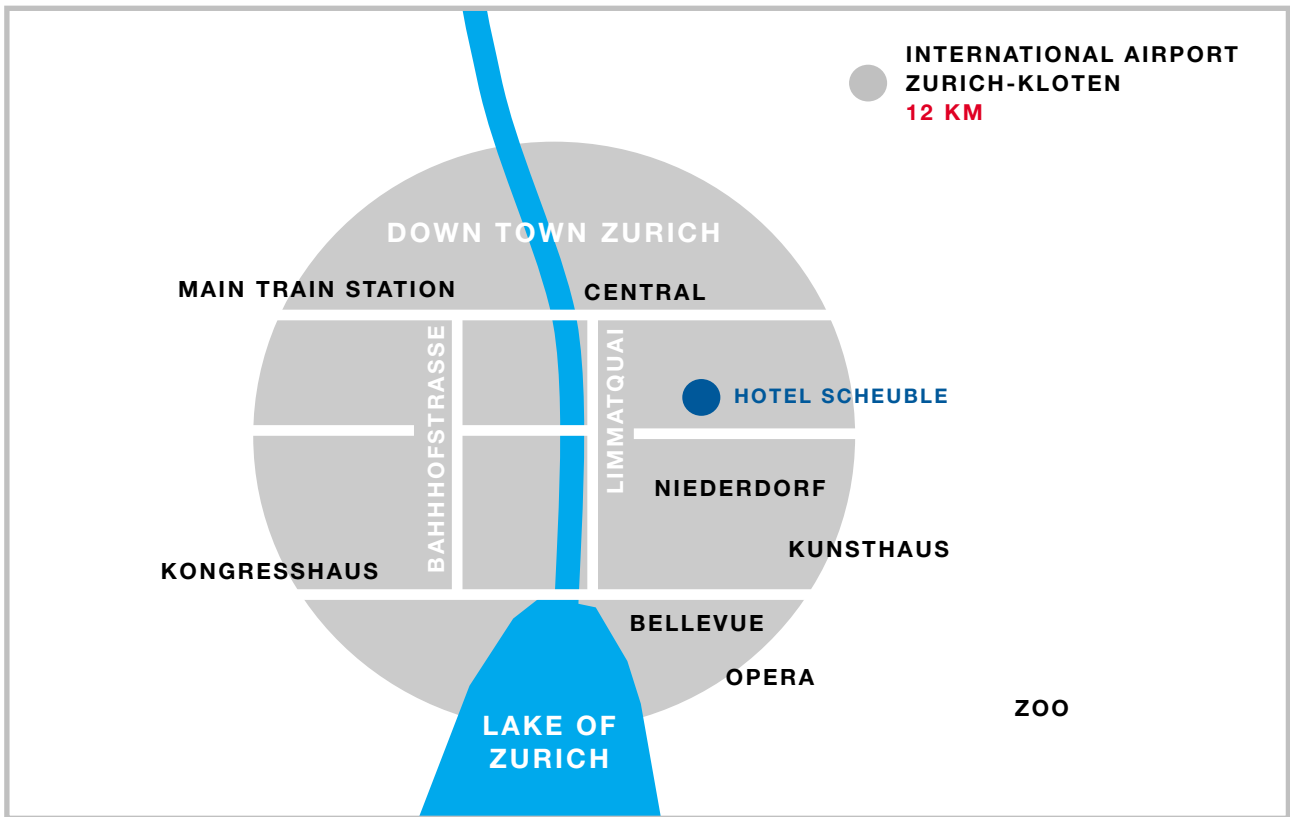 INTERNATIONAL AIRPORT
ZURICH-KLOTEN
12 KM
DOWN TOWN ZURICH
MAIN TRAIN STATION
CENTRAL
BAHHHOFSTRASSE
LIMMATQUAI
HOTEL SCHEUBLE
NIEDERDORF
KUNSTHAUS
KONGRESSHAUS
BELLEVUE
OPERA
ZOO
LAKE OF
ZURICH